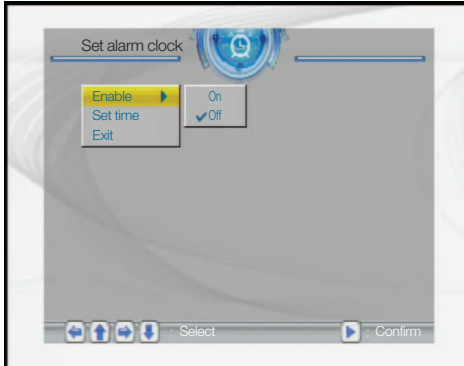 Set alarm clock
Enable
On
Set time
Off
Exit
: Select
: Confirm